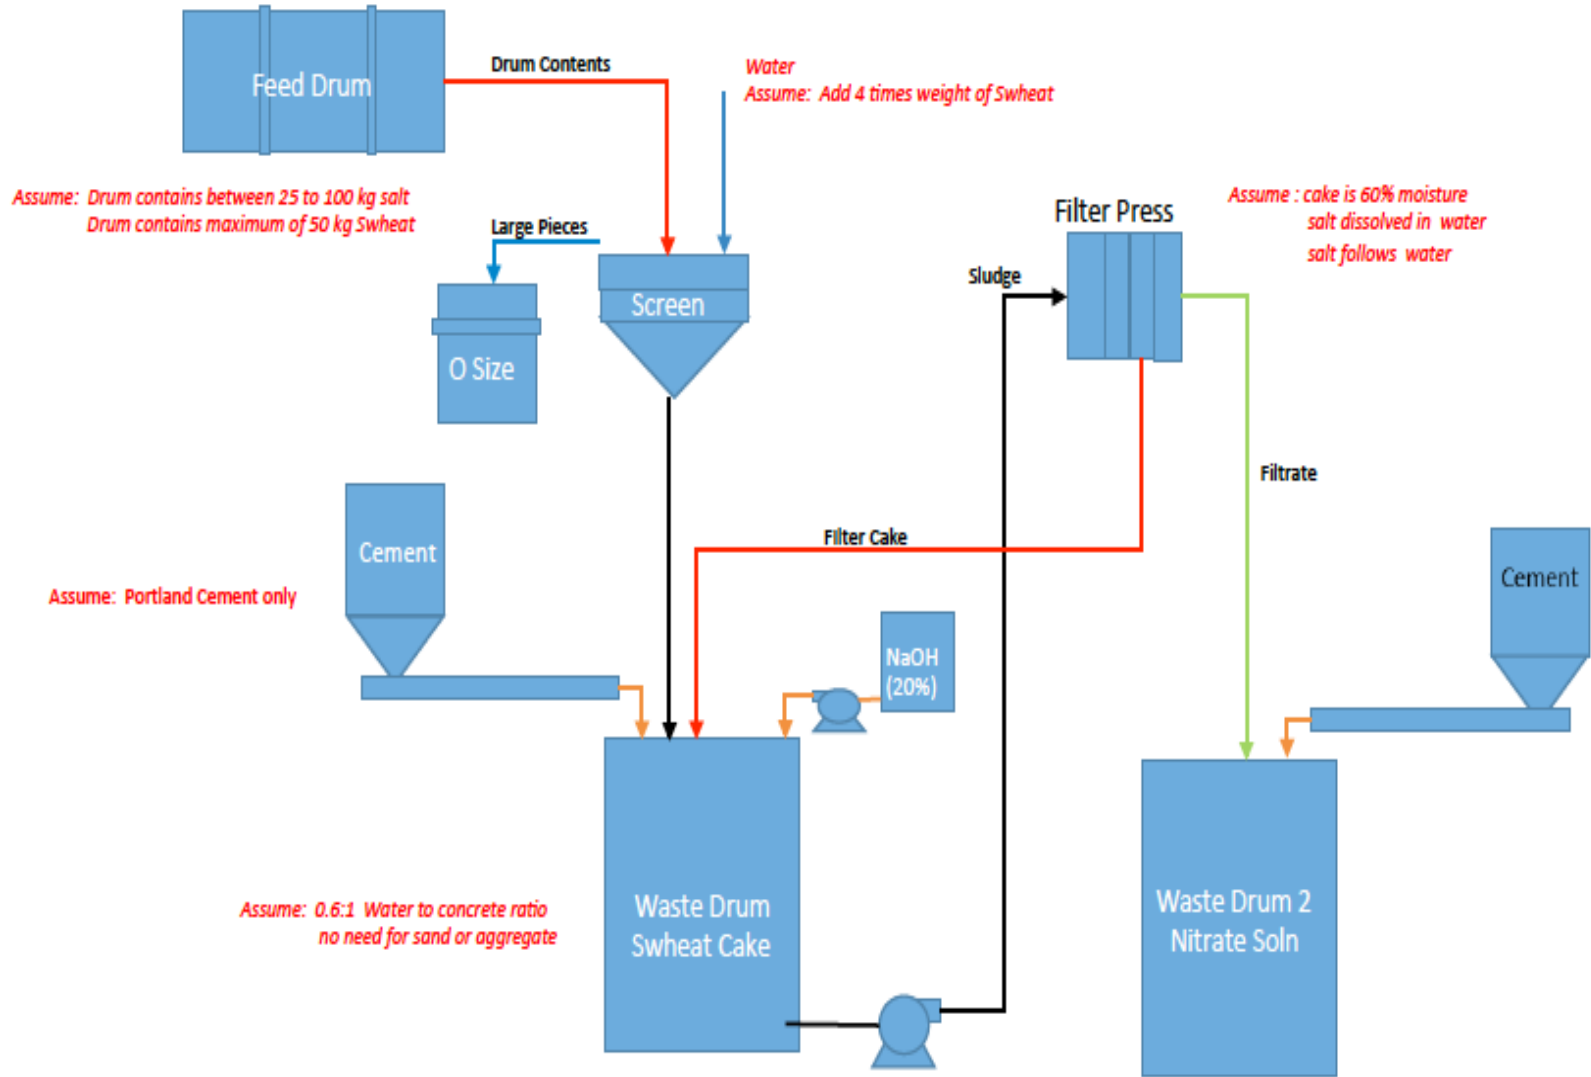 Feed Drum
Drum Contents
Water
Assume: Add 4 times weight of Swheat
Assume: Drum contains between 25 to 100 kg salt
Drum contains maximum of 50 kg Swheat
Large Pieces
Screen
O Size
Filter Press
Assume : cake is 60% moisture
salt dissolved in water
salt follows water
Sludge
Filtrate
Filter Cake
Cement
Assume: Portland Cement only
NaOH
(20%)
Cement
Assume: 0.6:1 Water to concrete ratio
no need for sand or aggregate
Waste Drum
Swheat Cake
Waste Drum 2
Nitrate Soln